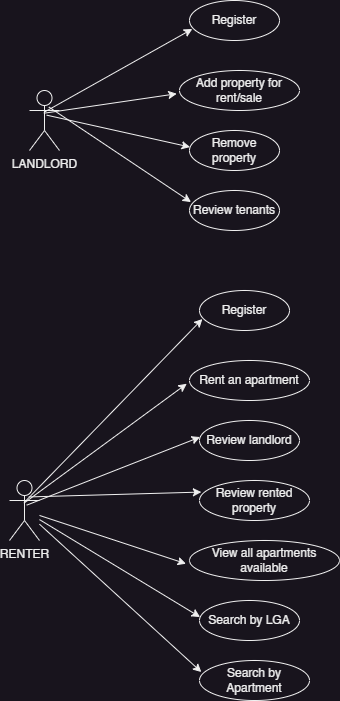 Register
Add property for
rent/sale
Remove
property
LANDLORD
Review tenants
Register
Rent an apartment
Review landlord
Review rented
property
RENTER
View all apartments
available
Search by LGA
Search by
Apartment